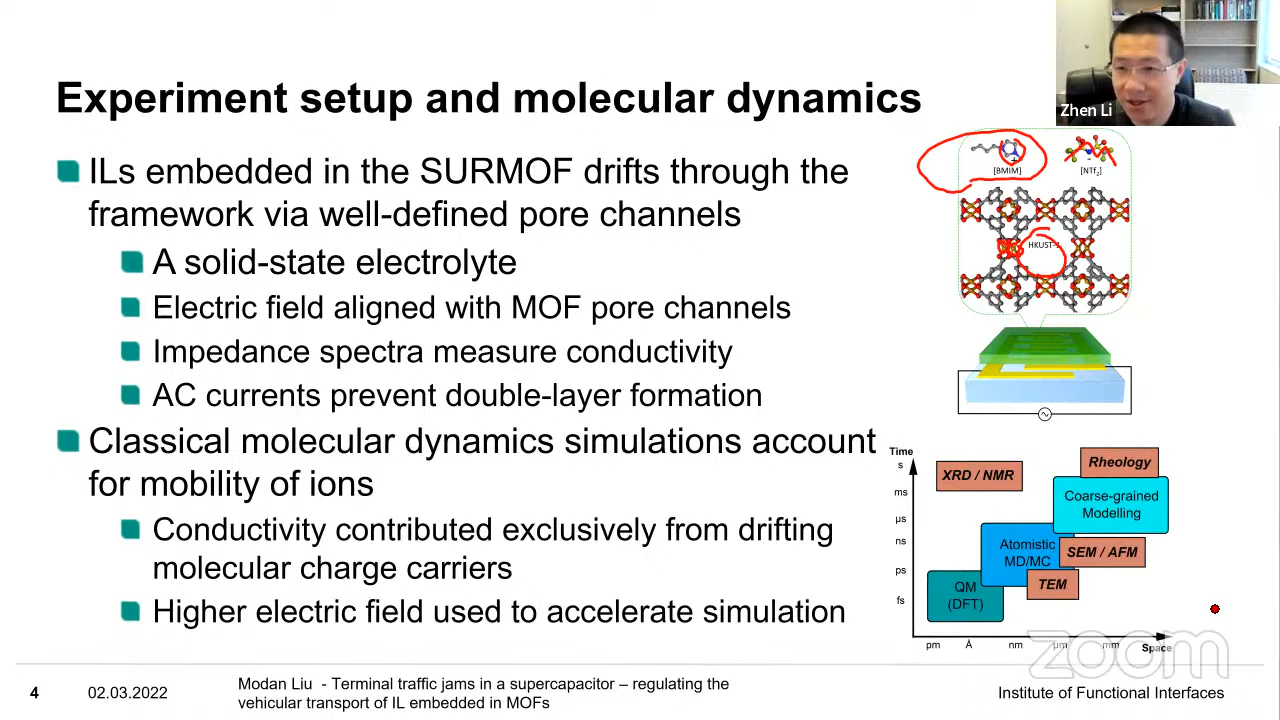 Zhen Li
Experiment setup and molecular dynamics
ILs embedded in the SURMOF drifts through the
framework via well-defined pore channels
A solid-state electrolyte
Electric field aligned with MOF pore channels
Impedance spectra measure conductivity
AC currents prevent double-layer formation
Classical molecular dynamics simulations account
for mobility of ions
Conductivity contributed exclusively from drifting
molecular charge carriers
Higher electric field used to accelerate simulation
+
-
[BMIM]
[NTf2]
HKUST-1
Time
s
ms
µs
ns
ps
fs
XRD / NMR
Rheology
Coarse-grained
Modelling
Atomistic
MD/MC
SEM / AFM
TEM
QM
(DFT)
pm
Å
nm
µm
mm
Space
zoom
4
02.03.2022
Modan Liu - Terminal traffic jams in a supercapacitor – regulating the
vehicular transport of IL embedded in MOFs
Institute of Functional Interfaces